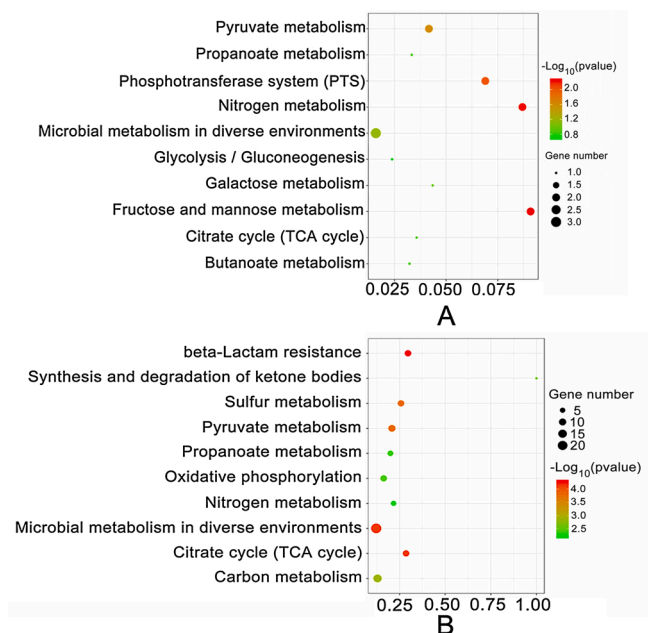 Pyruvate metabolism
Propanoate metabolism
Phosphotransferase system (PTS)
Nitrogen metabolism
Microbial metabolism in diverse environments
Glycolysis / Gluconeogenesis
Galactose metabolism
Fructose and mannose metabolism
Citrate cycle (TCA cycle)
Butanoate metabolism
0.025 0.050 0.075
-Log10(pvalue)
2.0
1.6
1.2
0.8
Gene number
1.0
1.5
2.0
2.5
3.0
A
beta-Lactam resistance
Synthesis and degradation of ketone bodies
Sulfur metabolism
Pyruvate metabolism
Propanoate metabolism
Oxidative phosphorylation
Nitrogen metabolism
Microbial metabolism in diverse environments
Citrate cycle (TCA cycle)
Carbon metabolism
0.25 0.50 0.75 1.00
Gene number
5
10
15
20
-Log10(pvalue)
4.0
3.5
3.0
2.5
B